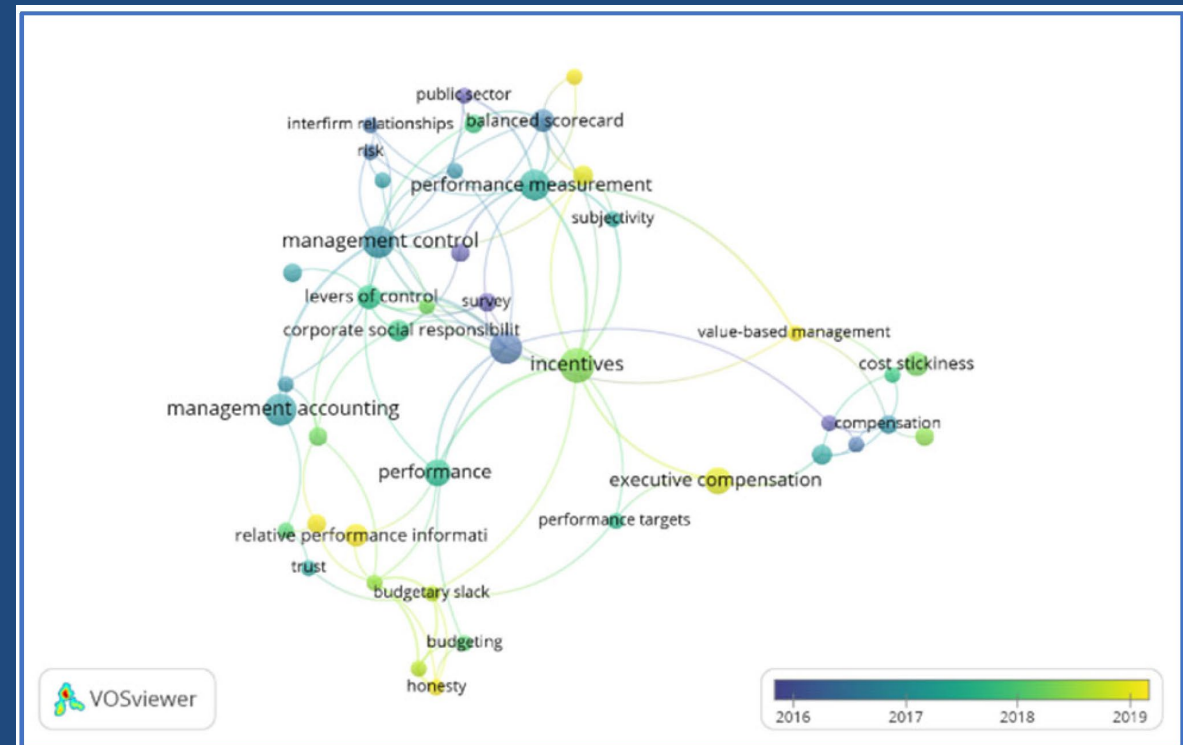 public sector
interfirm relationships
balanced scorecard
risk
performance measurement
subjectivity
management control
levers of control
survey
corporate social responsibilit
value-based management
incentives
cost stickiness
management accounting
compensation
performance
executive compensation
performance targets
relative performance informati
trust
budgetary slack
budgeting
honesty
VOSviewer
2016
2017
2018
2019